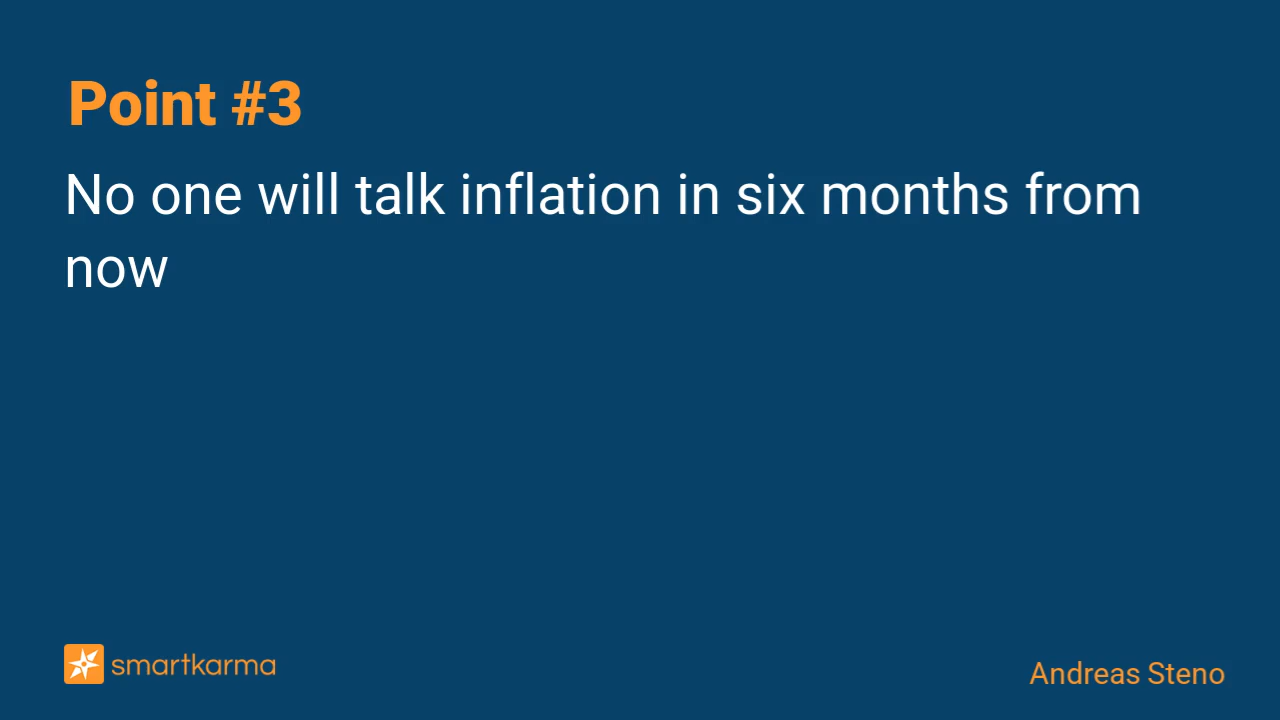 Point #3
No one will talk inflation in six months from
now
smartkarma
Andreas Steno